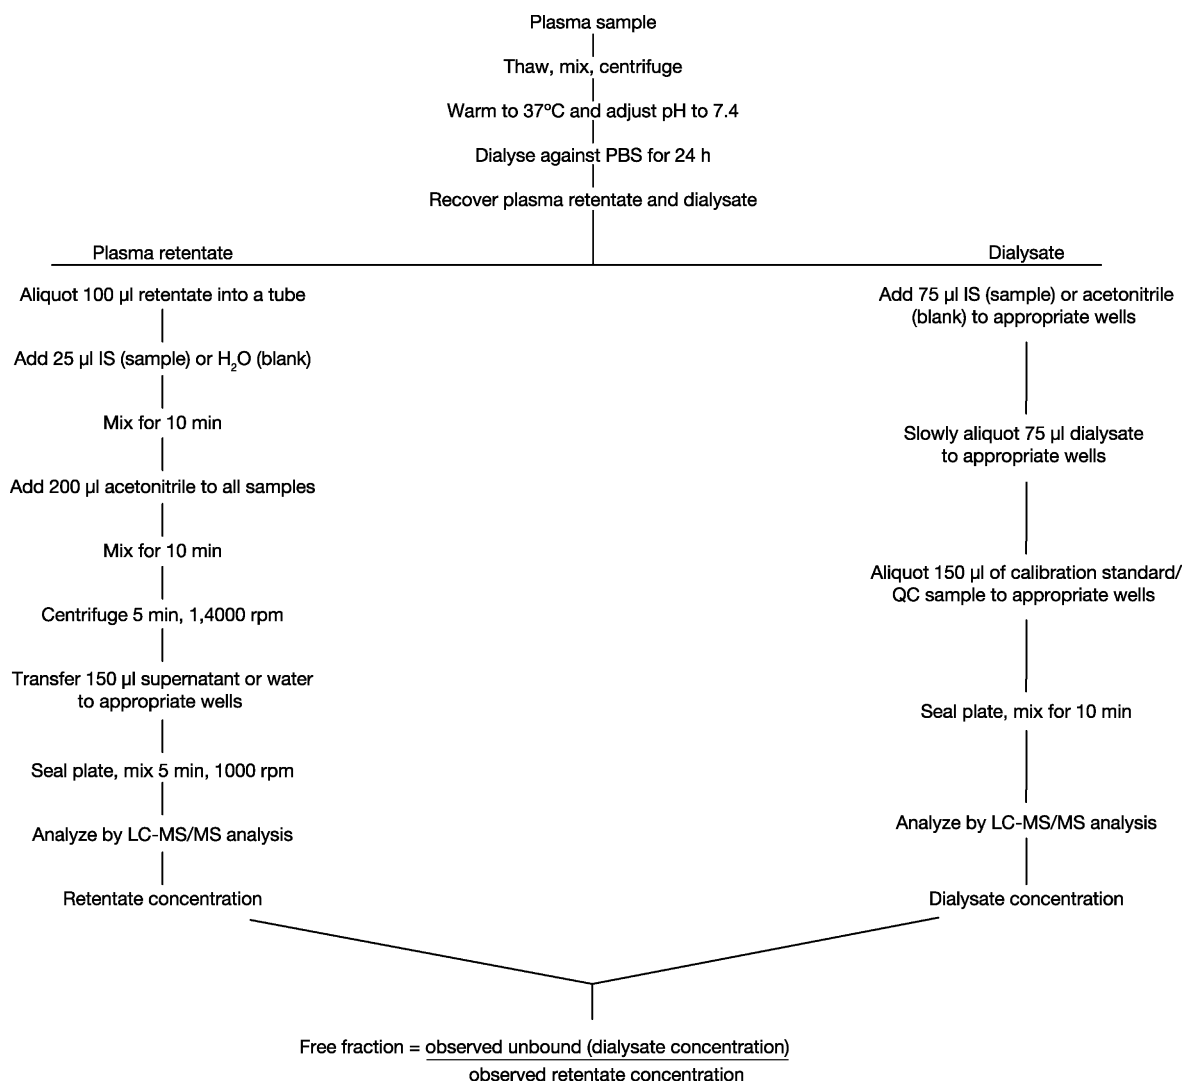 Plasma sample
Thaw, mix, centrifuge
Warm to 37ºC and adjust pH to 7.4
Dialyse against PBS for 24 h
Recover plasma retentate and dialysate
Plasma retentate
Aliquot 100 µl retentate into a tube
Add 25 µl IS (sample) or H₂O (blank)
Mix for 10 min
Add 200 µl acetonitrile to all samples
Mix for 10 min
Centrifuge 5 min, 1,4000 rpm
Transfer 150 µl supernatant or water
to appropriate wells
Seal plate, mix 5 min, 1000 rpm
Analyze by LC-MS/MS analysis
Retentate concentration
Dialysate
Add 75 µl IS (sample) or acetonitrile
(blank) to appropriate wells
Slowly aliquot 75 µl dialysate
to appropriate wells
Aliquot 150 µl of calibration standard/
QC sample to appropriate wells
Seal plate, mix for 10 min
Analyze by LC-MS/MS analysis
Dialysate concentration
Free fraction = observed unbound (dialysate concentration)
observed retentate concentration